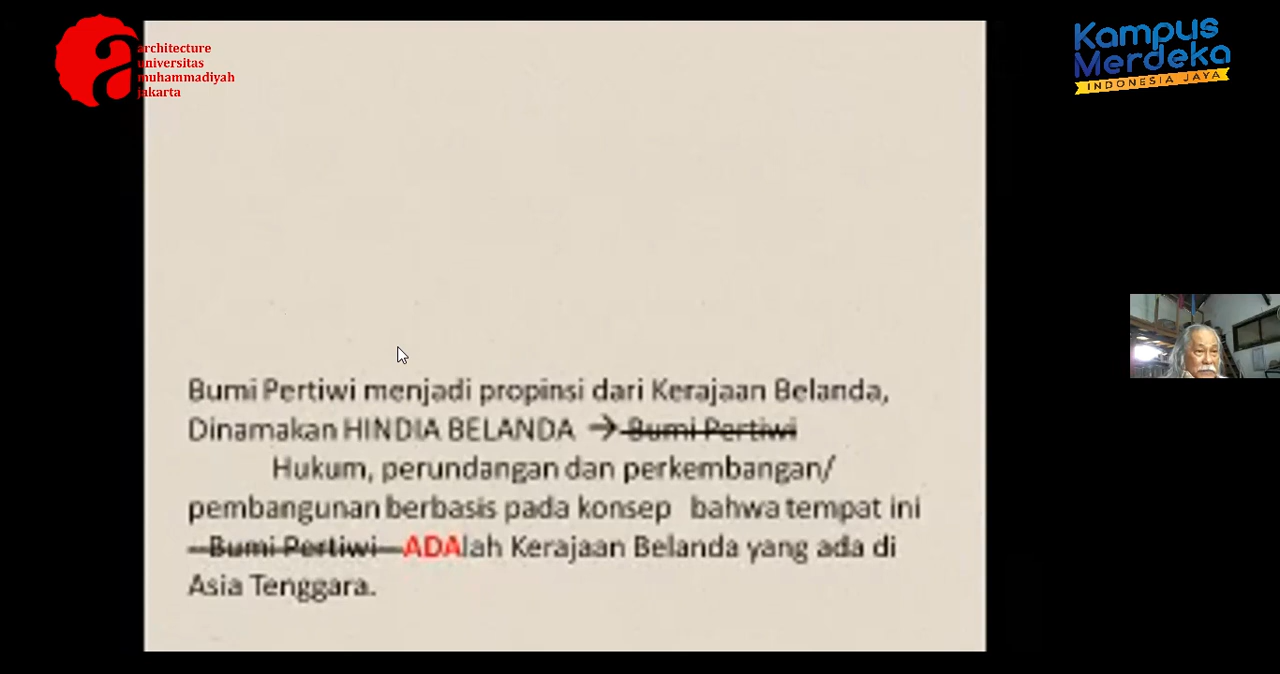 architecture
universitas
muhammadiyah
jakarta
Kampus
Merdeka
INDONESIA JAYA
Bumi Pertiwi menjadi propinsi dari Kerajaan Belanda,
Dinamakan HINDIA BELANDA → Bumi Pertiwi
Hukum, perundangan dan perkembangan/
pembangunan berbasis pada konsep bahwa tempat ini
Bumi Pertiwi ADAlah Kerajaan Belanda yang ada di
Asia Tenggara.